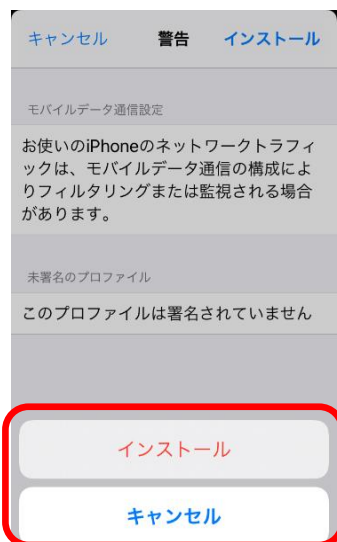 キャンセル 警告 インストール
モバイルデータ通信設定
お使いのiPhoneのネットワークトラフィ
ックは、モバイルデータ通信の構成によ
りフィルタリングまたは監視される場合
があります。
未署名のプロファイル
このプロファイルは署名されていません
インストール
キャンセル